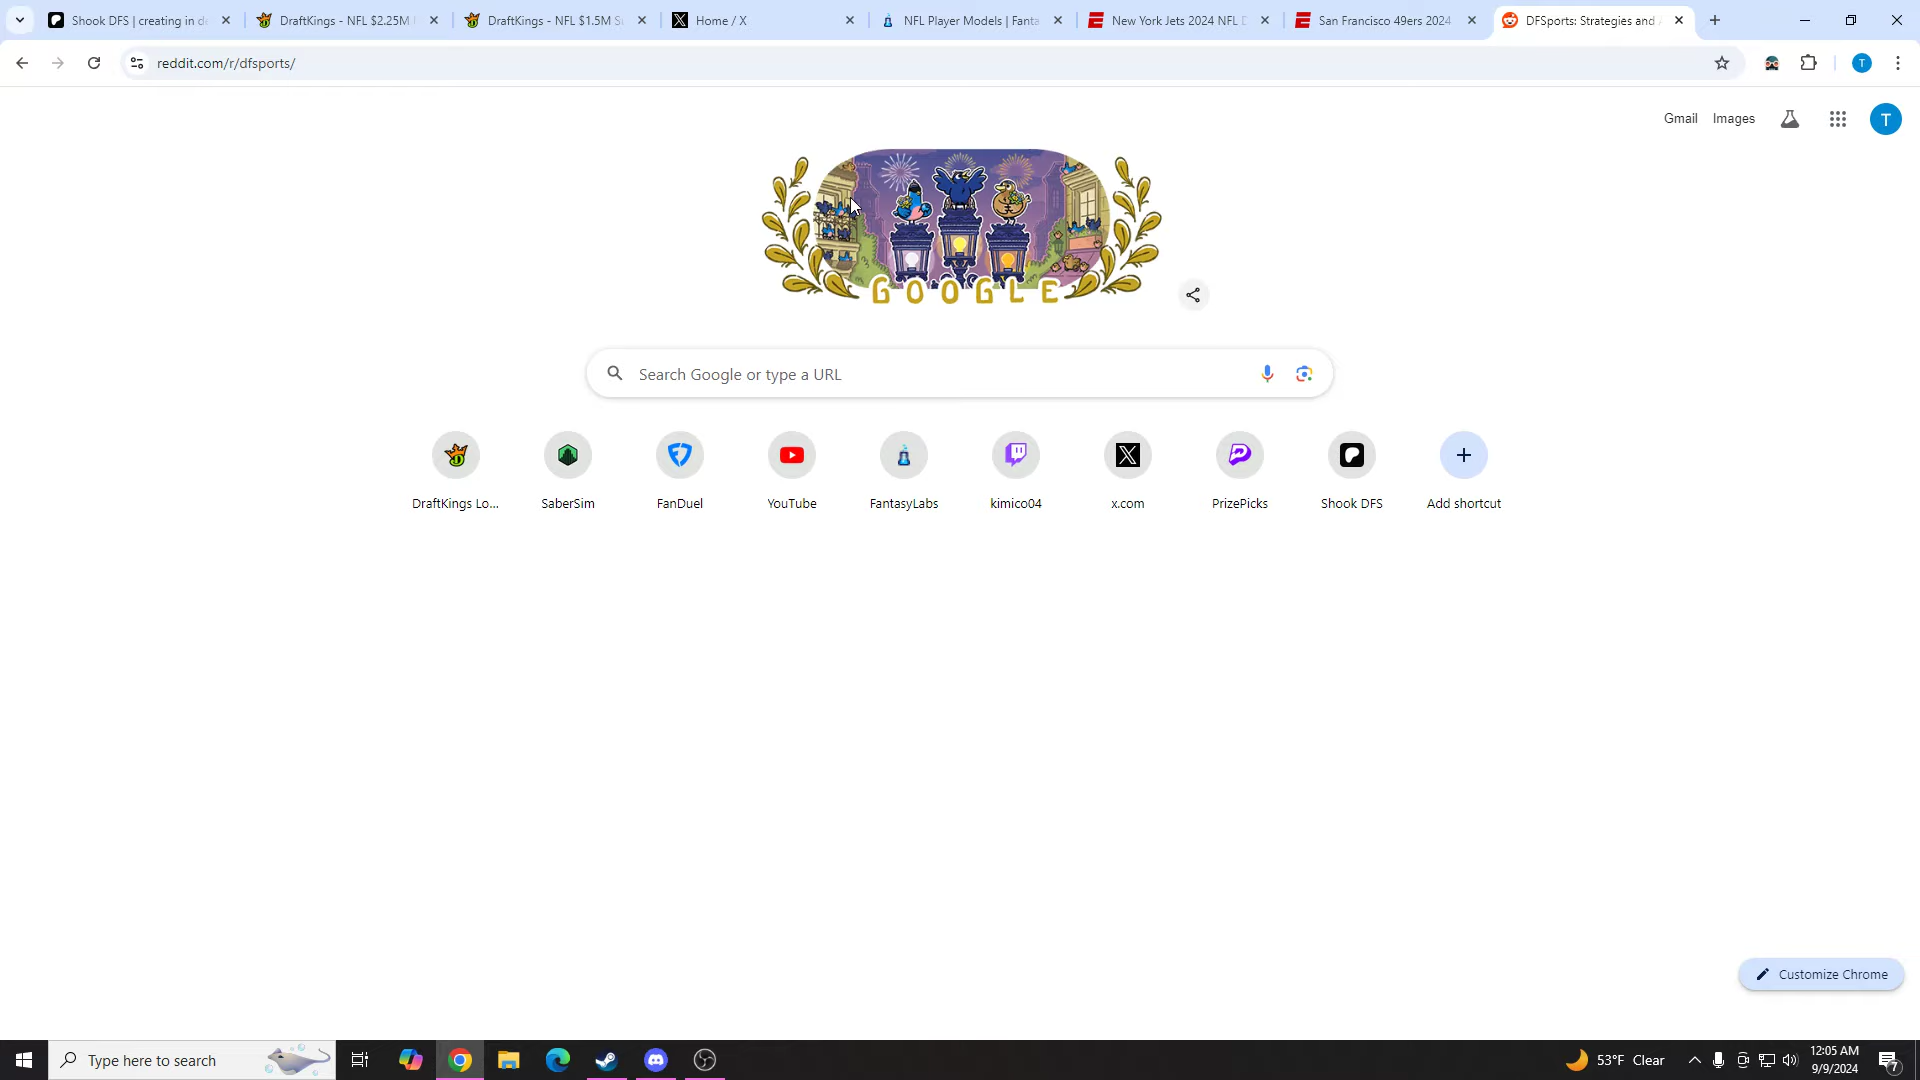 Shook DFS | creating in de
DraftKings - NFL $2.25M
DraftKings - NFL $1.5M Su
Home / X
NFL Player Models | Fanta
New York Jets 2024 NFL D
San Francisco 49ers 2024
DFSports: Strategies and
reddit.com/r/dfsports/
T
Gmail
Images
T
GOOGLE
Search Google or type a URL
DraftKings Lo...
SaberSim
FanDuel
YouTube
FantasyLabs
kimico04
x.com
PrizePicks
Shook DFS
Add shortcut
Customize Chrome
Type here to search
53°F Clear
12:05 AM
9/9/2024
7